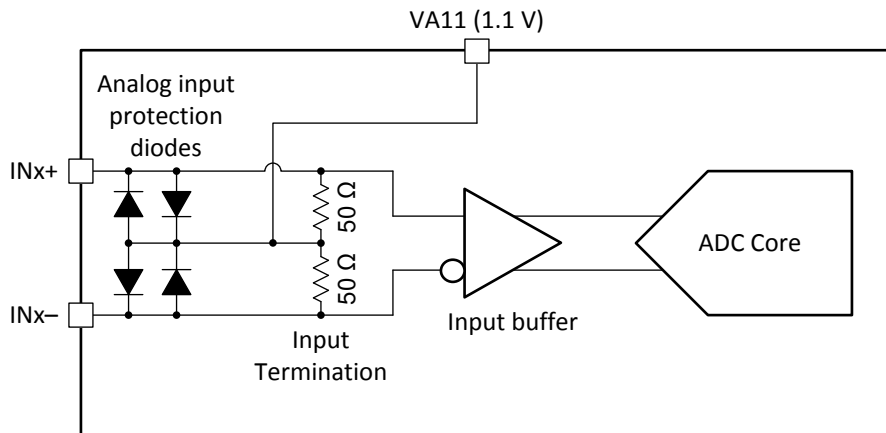 VA11 (1.1 V)
Analog input
protection
diodes
INx+
50 Ω
50 Ω
ADC Core
INx–
Input buffer
Input
Termination